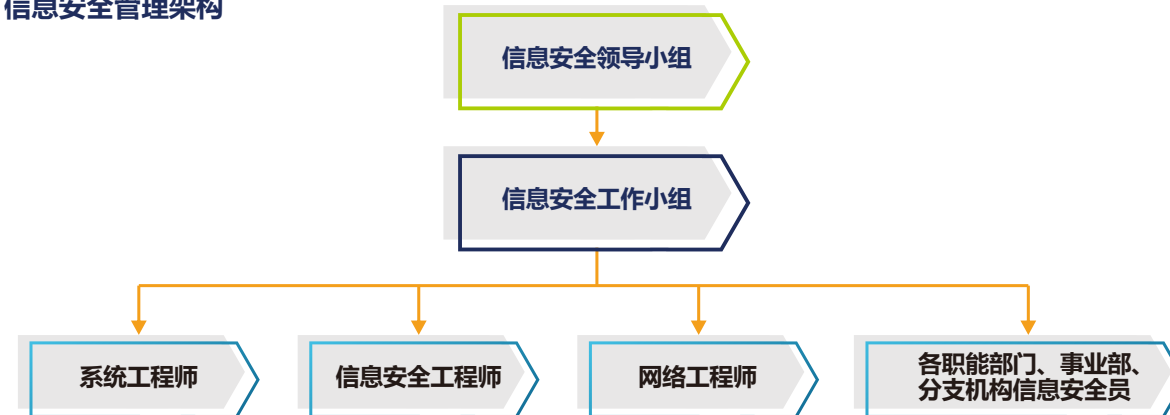 信息安全管理架构
信息安全领导小组
信息安全工作小组
系统工程师
信息安全工程师
网络工程师
各职能部门、事业部、
分支机构信息安全员